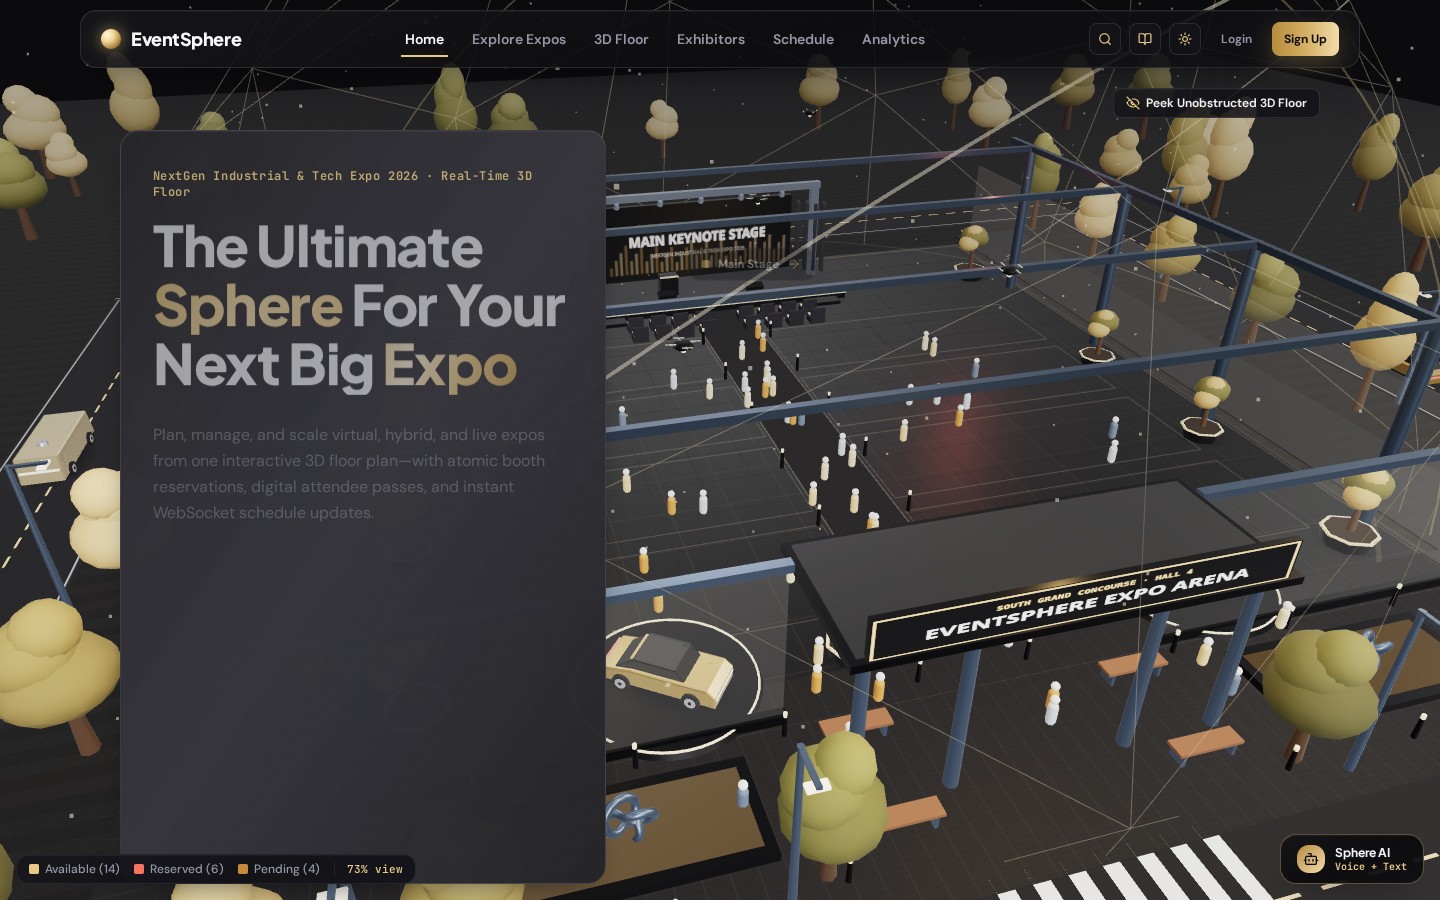 EventSphere
Home
Explore Expos
3D Floor
Exhibitors
Schedule
Analytics
Login
Sign Up
Peek Unobstructed 3D Floor
NextGen Industrial & Tech Expo 2026 · Real-Time 3D
Floor
The Ultimate
Sphere For Your
Next Big Expo
Plan, manage, and scale virtual, hybrid, and live expos
from one interactive 3D floor plan—with atomic booth
reservations, digital attendee passes, and instant
WebSocket schedule updates.
MAIN KEYNOTE STAGE
Main Stage →
SOUTH GRAND CONCOURSE · HALL 4
EVENTSPHERE EXPO ARENA
Available (14)
Reserved (6)
Pending (4)
73% view
Sphere AI
Voice + Text